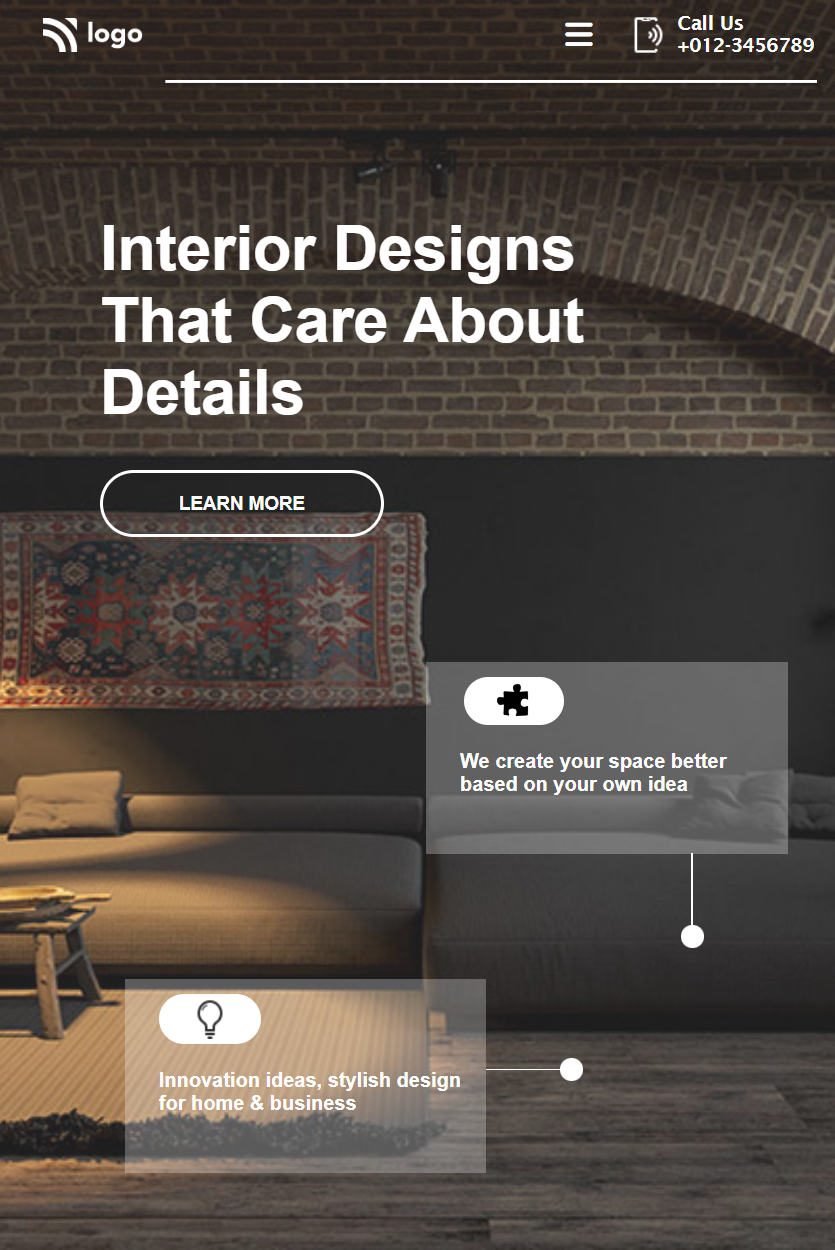 logo
Call Us
+012-3456789
Interior Designs
That Care About
Details
LEARN MORE
We create your space better
based on your own idea
Innovation ideas, stylish design
for home & business